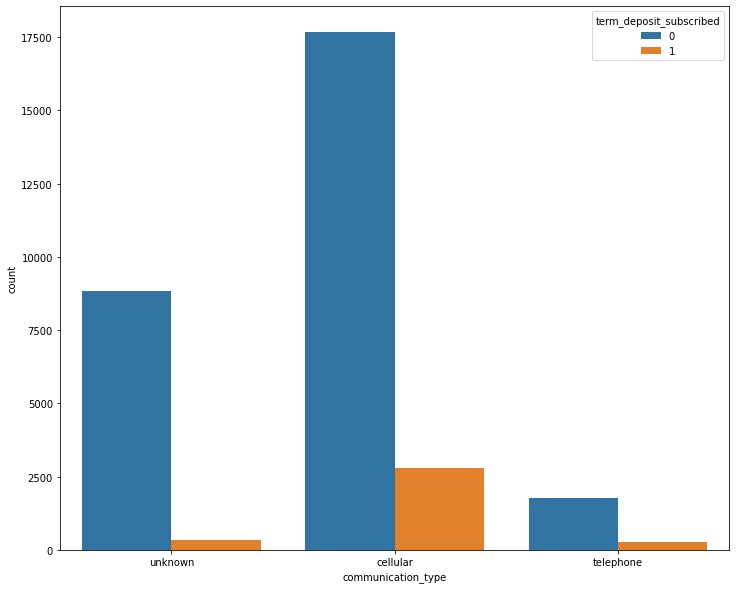 term_deposit_subscribed
0
1
17500
15000
12500
10000
7500
5000
2500
0
count
unknown cellular telephone
communication_type